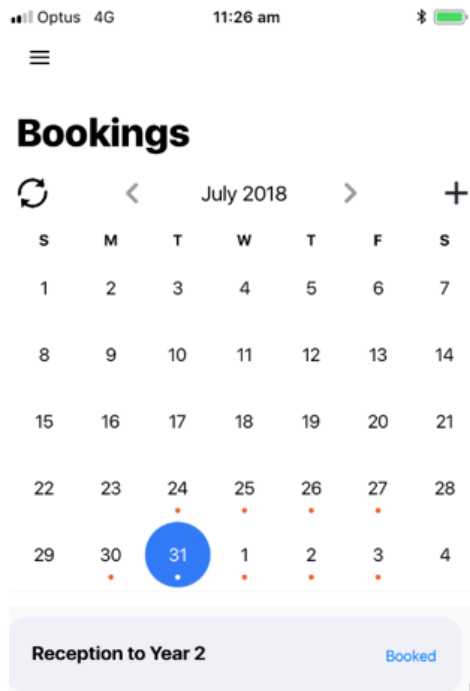 Optus 4G 11:26 am
Bookings
July 2018
S M T W T F S
1 2 3 4 5 6 7
8 9 10 11 12 13 14
15 16 17 18 19 20 21
22 23 24 25 26 27 28
29 30 31 1 2 3 4
Reception to Year 2 Booked